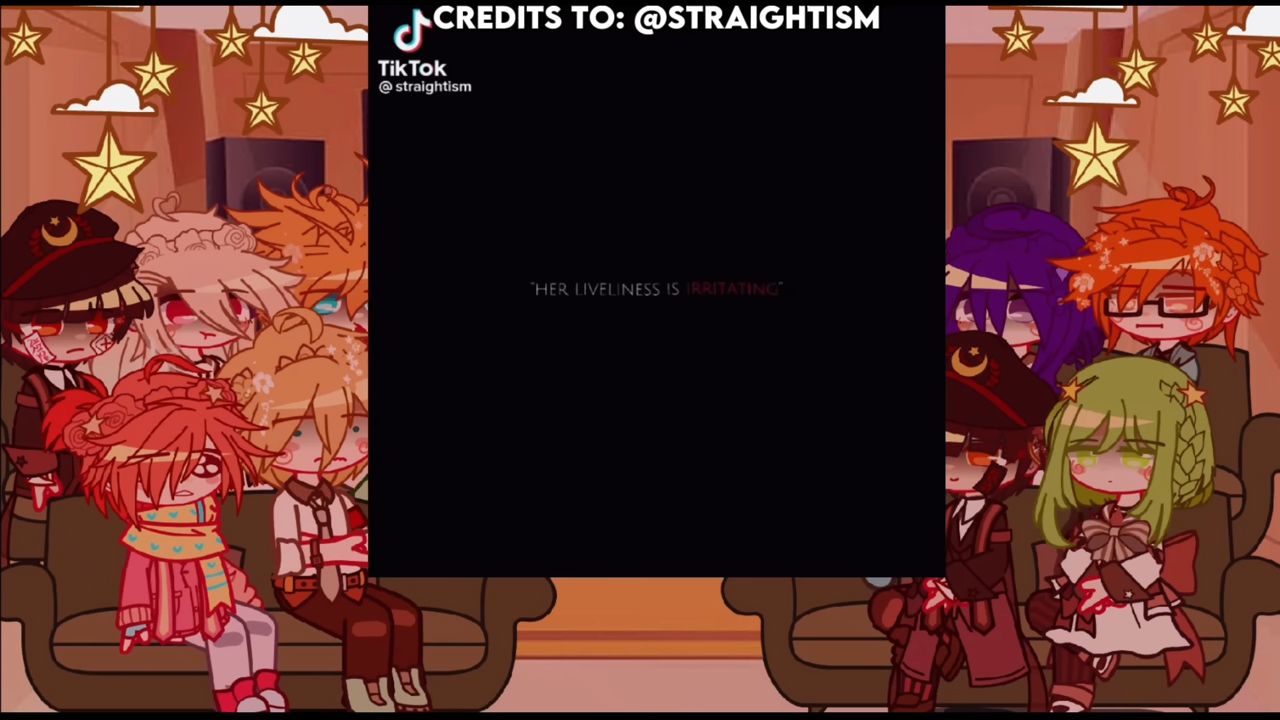 CREDITS TO: @STRAIGHTISM
TikTok
@straightism
"HER LIVELINESS IS IRRITATING"